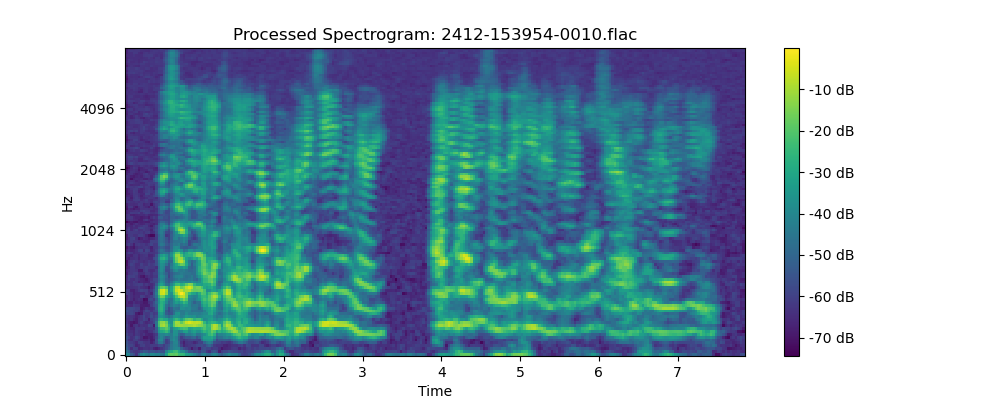 Processed Spectrogram: 2412-153954-0010.flac
4096
2048
1024
512
0
Hz
0 1 2 3 4 5 6 7
Time
-10 dB
-20 dB
-30 dB
-40 dB
-50 dB
-60 dB
-70 dB